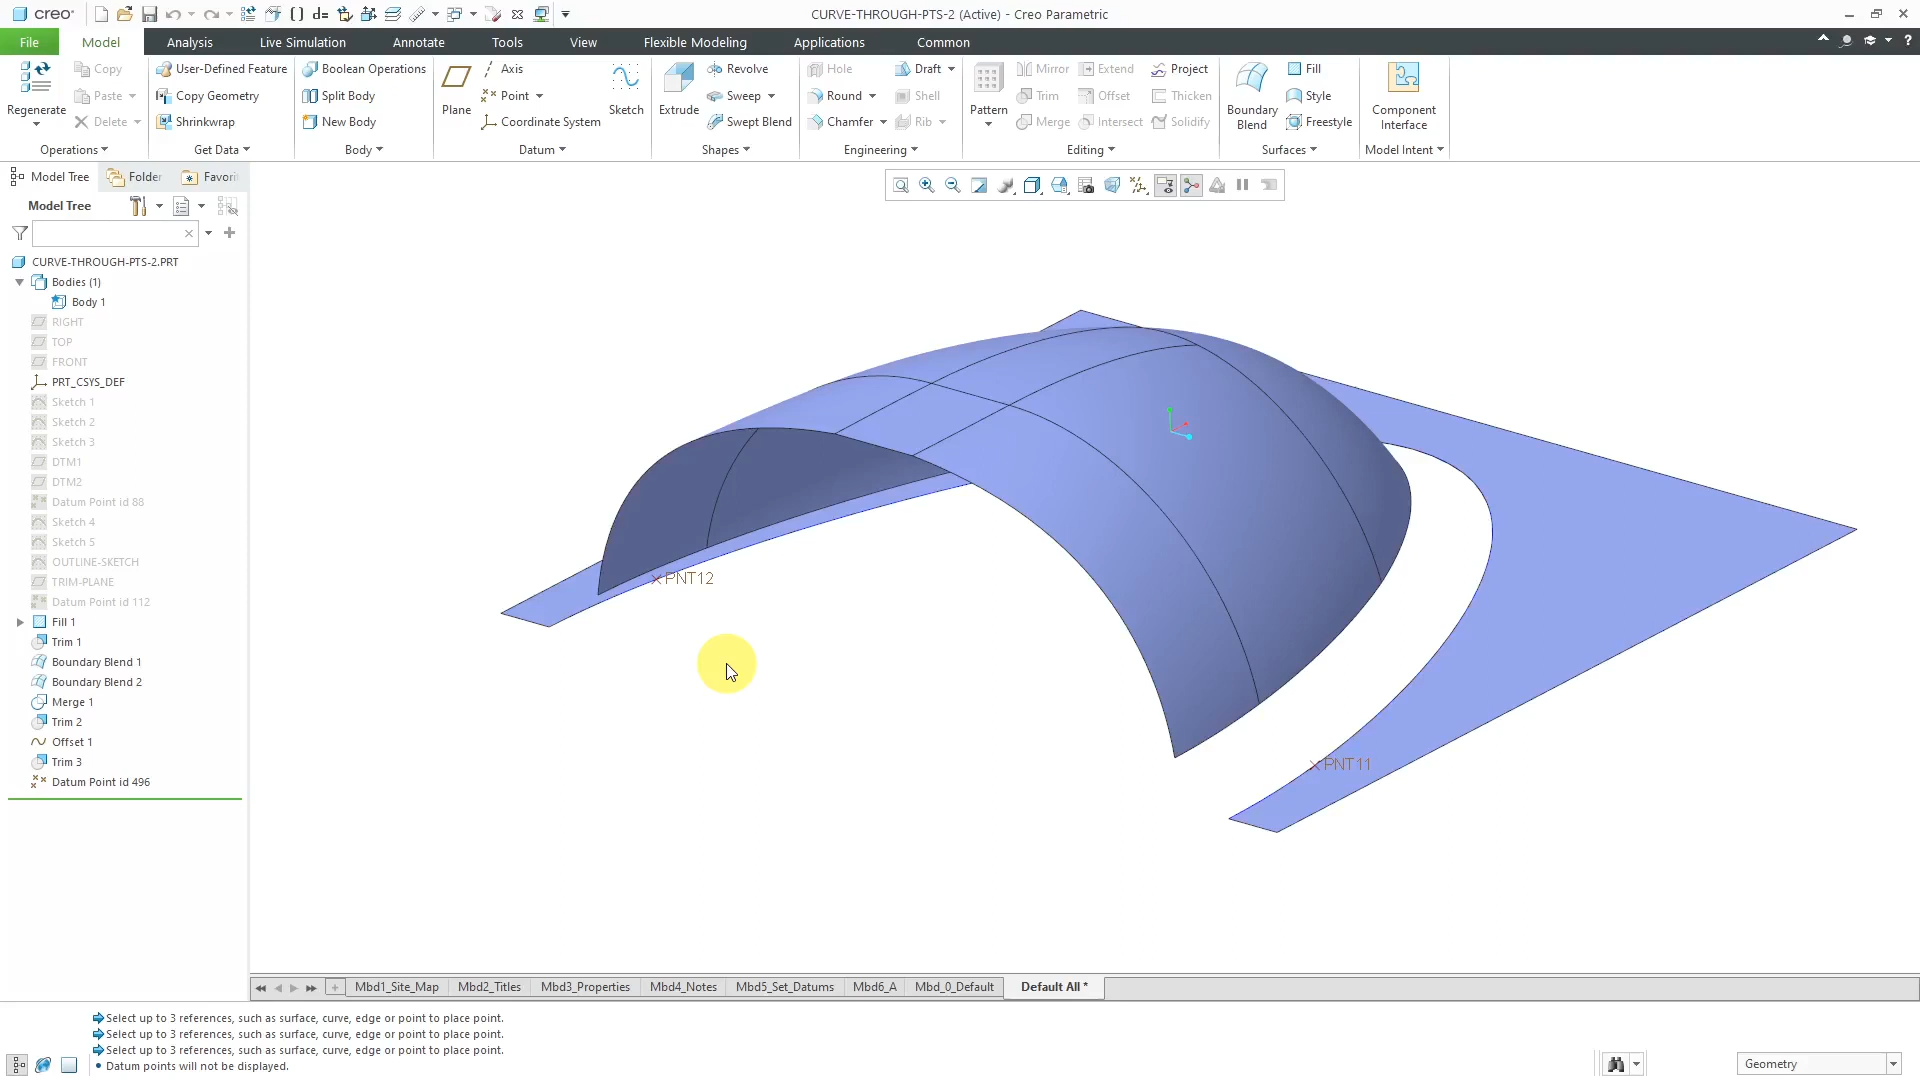 creo
CURVE-THROUGH-PTS-2 (Active) - Creo Parametric
File Model Analysis Live Simulation Annotate Tools View Flexible Modeling Applications Common
Regenerate
Copy
Paste
Delete
Operations
User-Defined Feature
Copy Geometry
Shrinkwrap
Get Data
Boolean Operations
Split Body
New Body
Body
Plane
Axis
Point
Coordinate System
Sketch
Datum
Extrude
Revolve
Sweep
Swept Blend
Shapes
Hole
Draft
Round
Shell
Chamfer
Rib
Engineering
Pattern
Mirror
Extend
Project
Trim
Offset
Thicken
Merge
Intersect
Solidify
Editing
Boundary
Blend
Fill
Style
Freestyle
Surfaces
Component
Interface
Model Intent
Model Tree
Folder
Favori
Model Tree
CURVE-THROUGH-PTS-2.PRT
Bodies (1)
Body 1
RIGHT
TOP
FRONT
PRT_CSYS_DEF
Sketch 1
Sketch 2
Sketch 3
DTM1
DTM2
Datum Point id 88
Sketch 4
Sketch 5
OUTLINE-SKETCH
TRIM-PLANE
Datum Point id 112
Fill 1
Trim 1
Boundary Blend 1
Boundary Blend 2
Merge 1
Trim 2
Offset 1
Trim 3
Datum Point id 496
PNT12
PNT11
Mbd1_Site_Map Mbd2_Titles Mbd3_Properties Mbd4_Notes Mbd5_Set_Datums Mbd6_A Mbd_0_Default Default All *
Select up to 3 references, such as surface, curve, edge or point to place point.
Select up to 3 references, such as surface, curve, edge or point to place point.
Select up to 3 references, such as surface, curve, edge or point to place point.
• Datum points will not be displayed.
Geometry